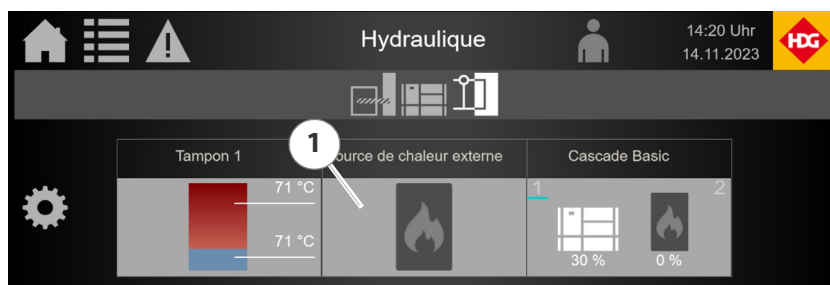 Hydraulique
14:20 Uhr
14.11.2023
HDG
1
Tampon 1
ource de chaleur externe
Cascade Basic
71 °C
71 °C
1
2
30 %
0 %